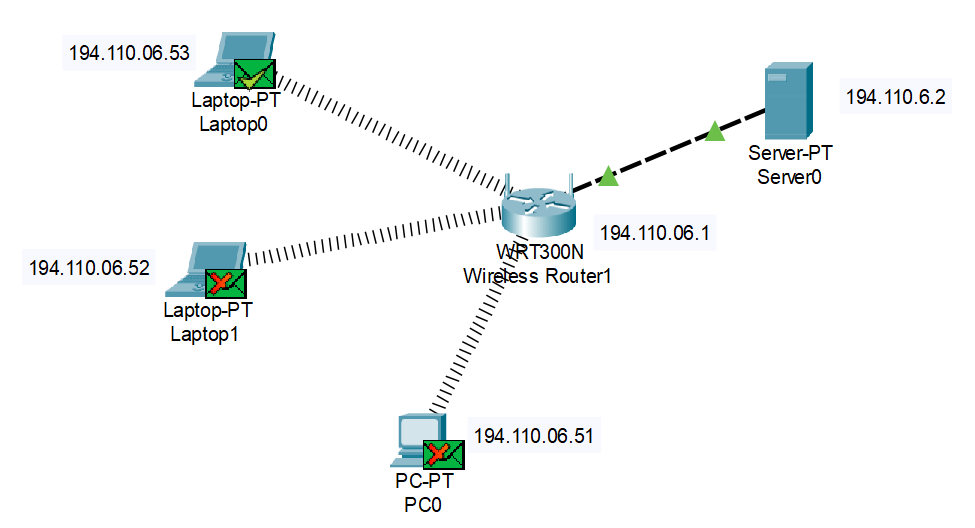 194.110.06.53
Laptop-PT
Laptop0
194.110.6.2
Server-PT
Server0
194.110.06.1
WRT300N
Wireless Router1
194.110.06.52
Laptop-PT
Laptop1
194.110.06.51
PC-PT
PC0